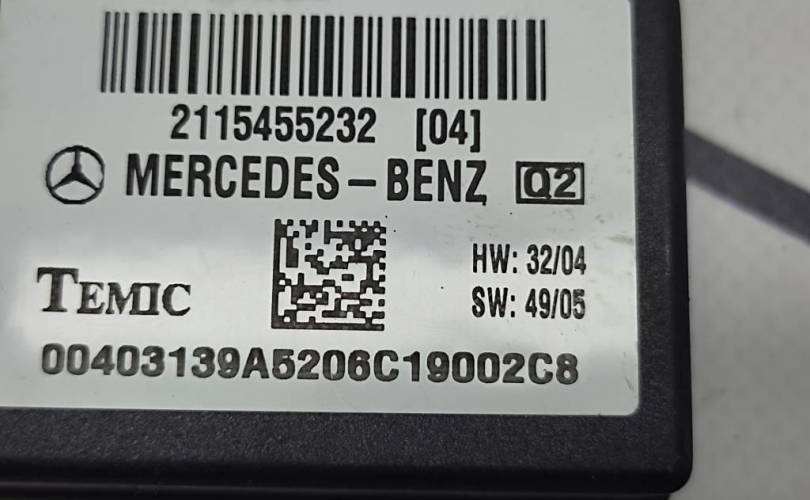 2115455232 [04]
MERCEDES-BENZ Q2
HW: 32/04
TEMIC
SW: 49/05
00403139A5206C19002C8